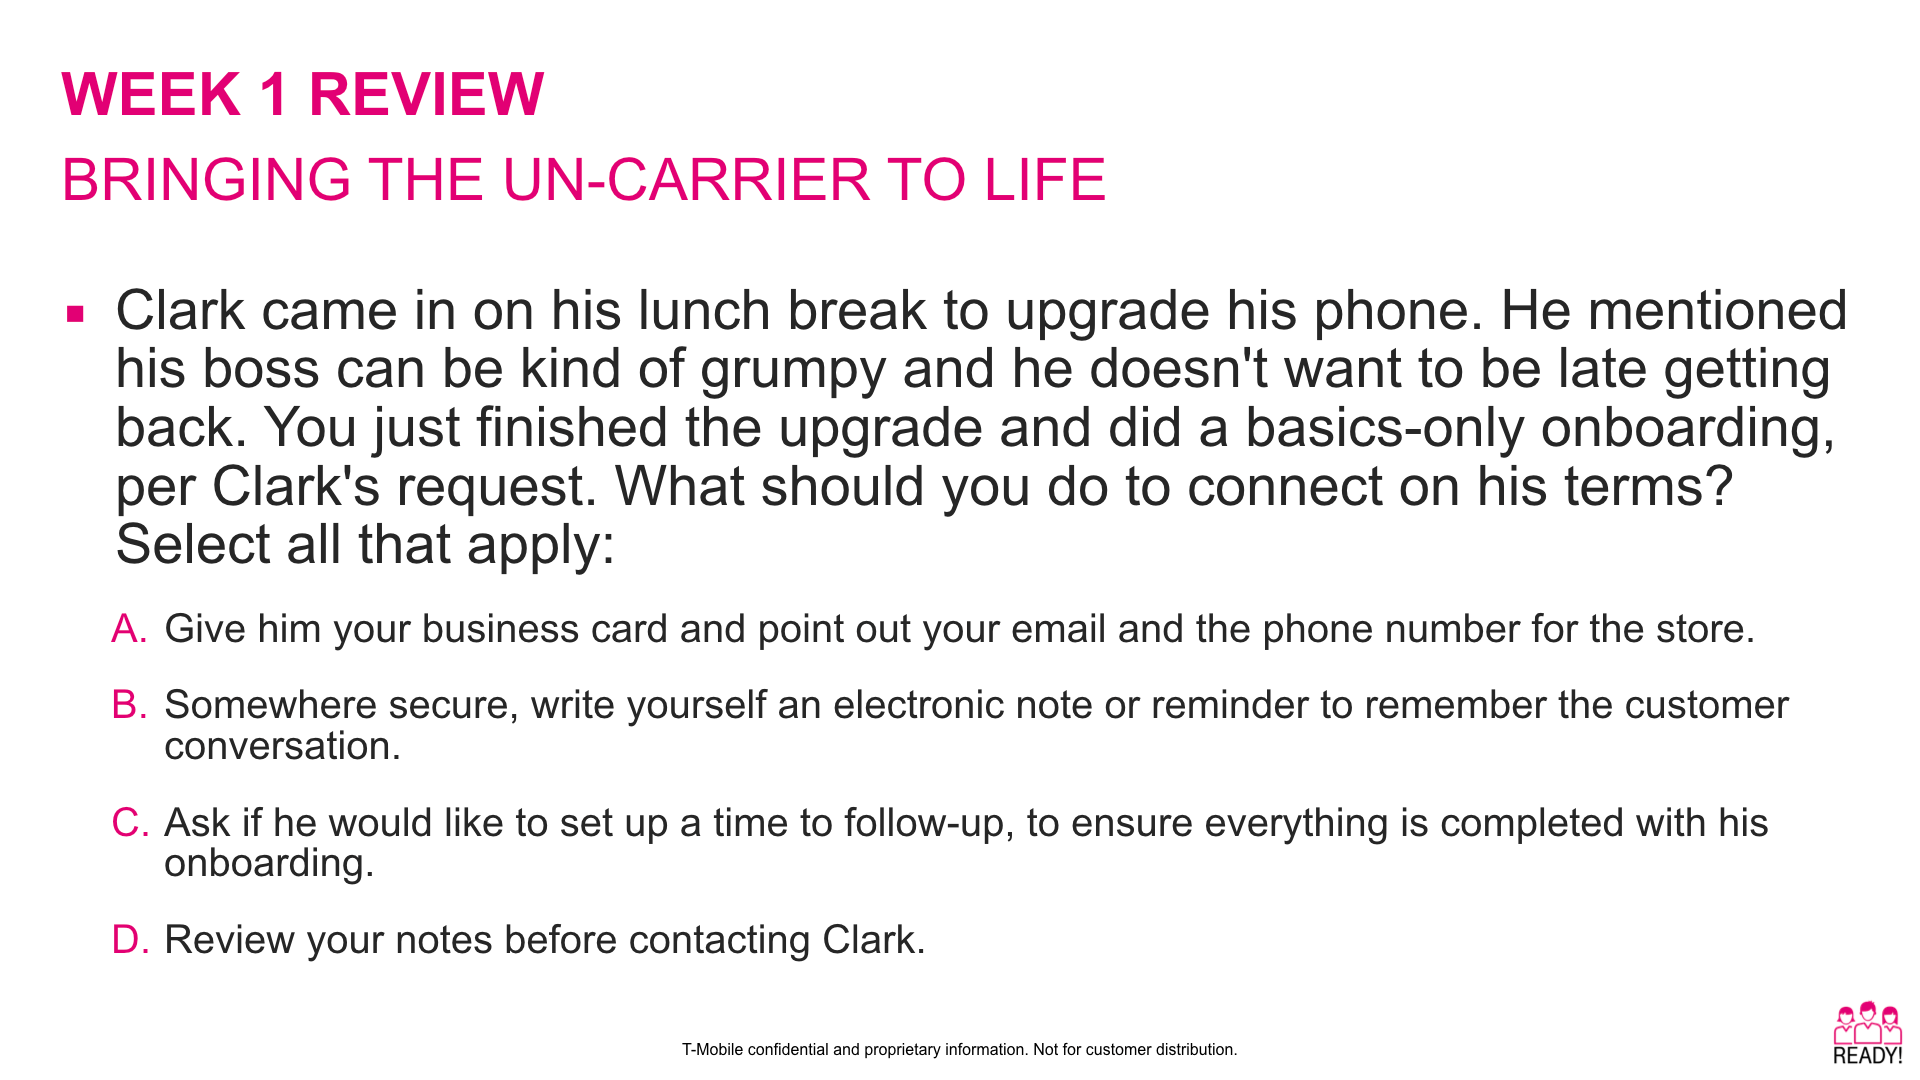 WEEK 1 REVIEW
BRINGING THE UN-CARRIER TO LIFE
▪ Clark came in on his lunch break to upgrade his phone. He mentioned
his boss can be kind of grumpy and he doesn't want to be late getting
back. You just finished the upgrade and did a basics-only onboarding,
per Clark's request. What should you do to connect on his terms?
Select all that apply:
A. Give him your business card and point out your email and the phone number for the store.
B. Somewhere secure, write yourself an electronic note or reminder to remember the customer
conversation.
C. Ask if he would like to set up a time to follow-up, to ensure everything is completed with his
onboarding.
D. Review your notes before contacting Clark.
T-Mobile confidential and proprietary information. Not for customer distribution.
READY!